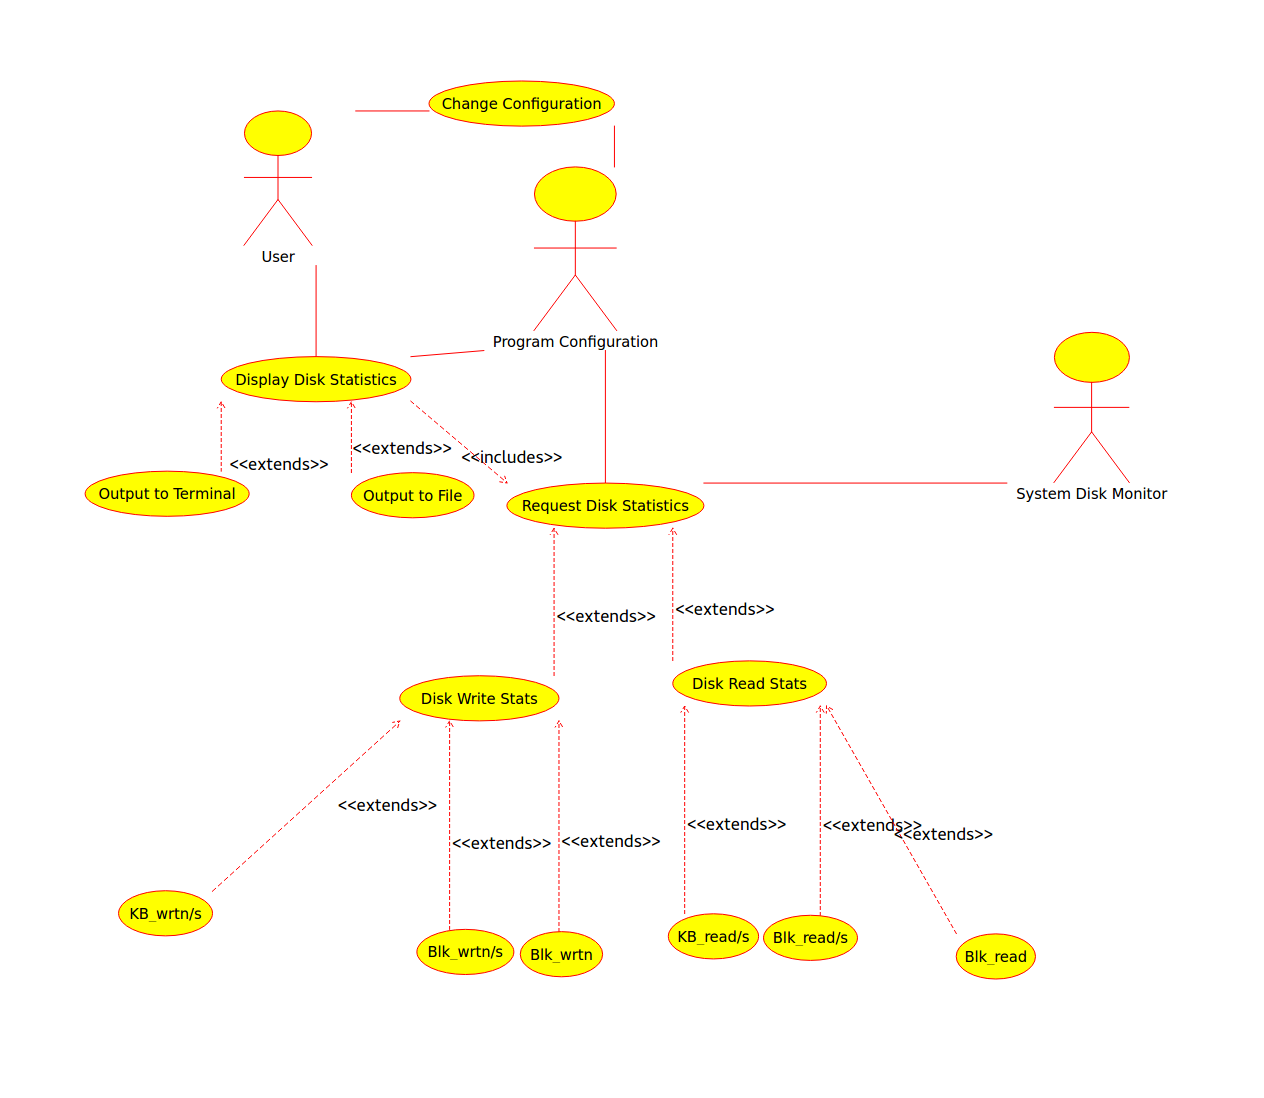 Change Configuration
User
Program Configuration
Display Disk Statistics
<<extends>>
<<includes>>
<<extends>>
Output to Terminal
Output to File
System Disk Monitor
Request Disk Statistics
<<extends>>
<<extends>>
Disk Read Stats
Disk Write Stats
<<extends>>
<<extends>>
<<extends>>
<<extends>>
<<extends>>
<<extends>>
KB_wrtn/s
KB_read/s
Blk_read/s
Blk_wrtn/s
Blk_wrtn
Blk_read